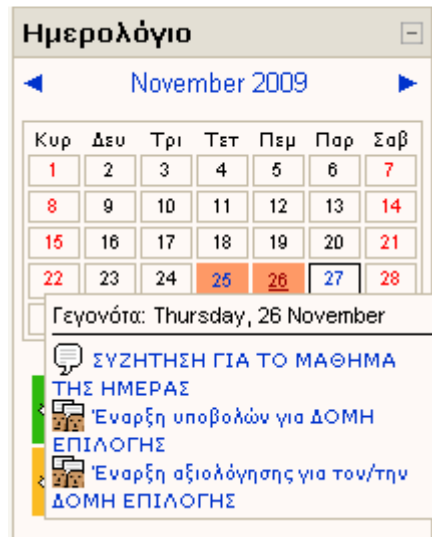 Ημερολόγιο
November 2009
Κυρ Δευ Τρι Τετ Πεμ Παρ Σαβ
1 2 3 4 5 6 7
8 9 10 11 12 13 14
15 16 17 18 19 20 21
22 23 24 25 26 27 28
Γεγονότα: Thursday, 26 November
ΣΥΖΗΤΗΣΗ ΓΙΑ ΤΟ ΜΑΘΗΜΑ
ΤΗΣ ΗΜΕΡΑΣ
Έναρξη υποβολών για ΔΟΜΗ
ΕΠΙΛΟΓΗΣ
Έναρξη αξιολόγησης για τον/την
ΔΟΜΗ ΕΠΙΛΟΓΗΣ